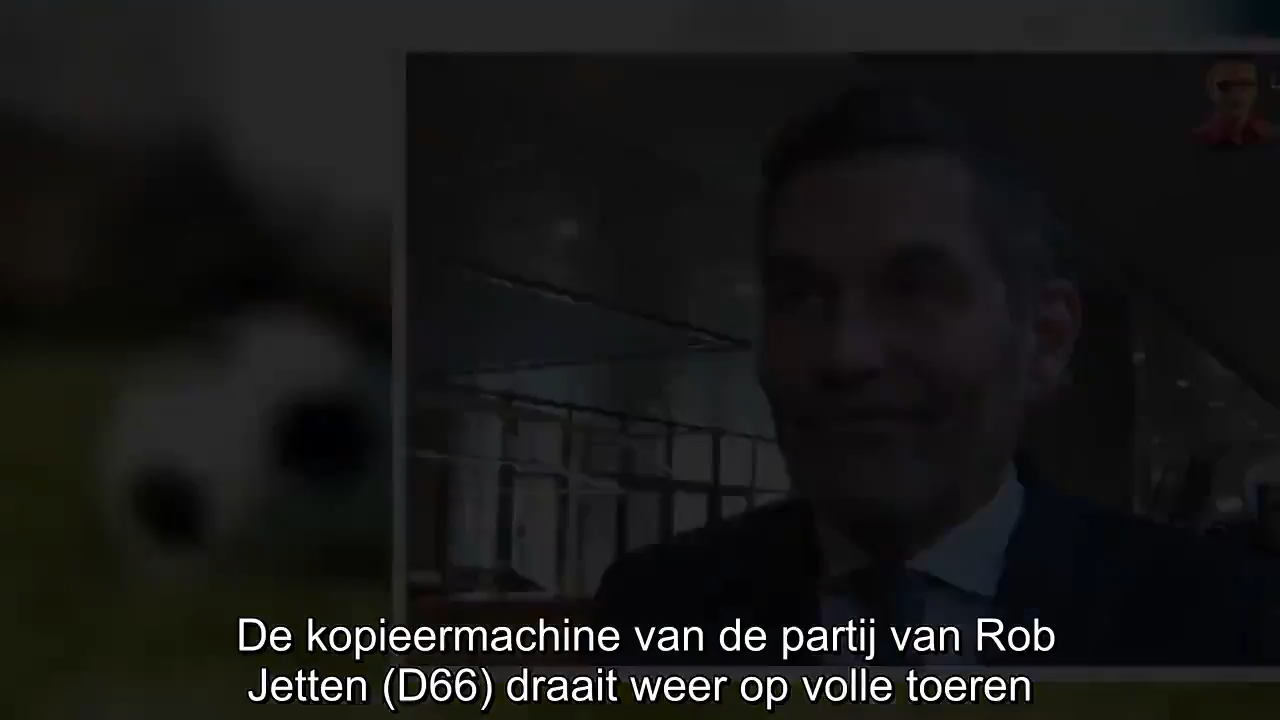 De kopieermachine van de partij van Rob
Jetten (D66) draait weer op volle toeren